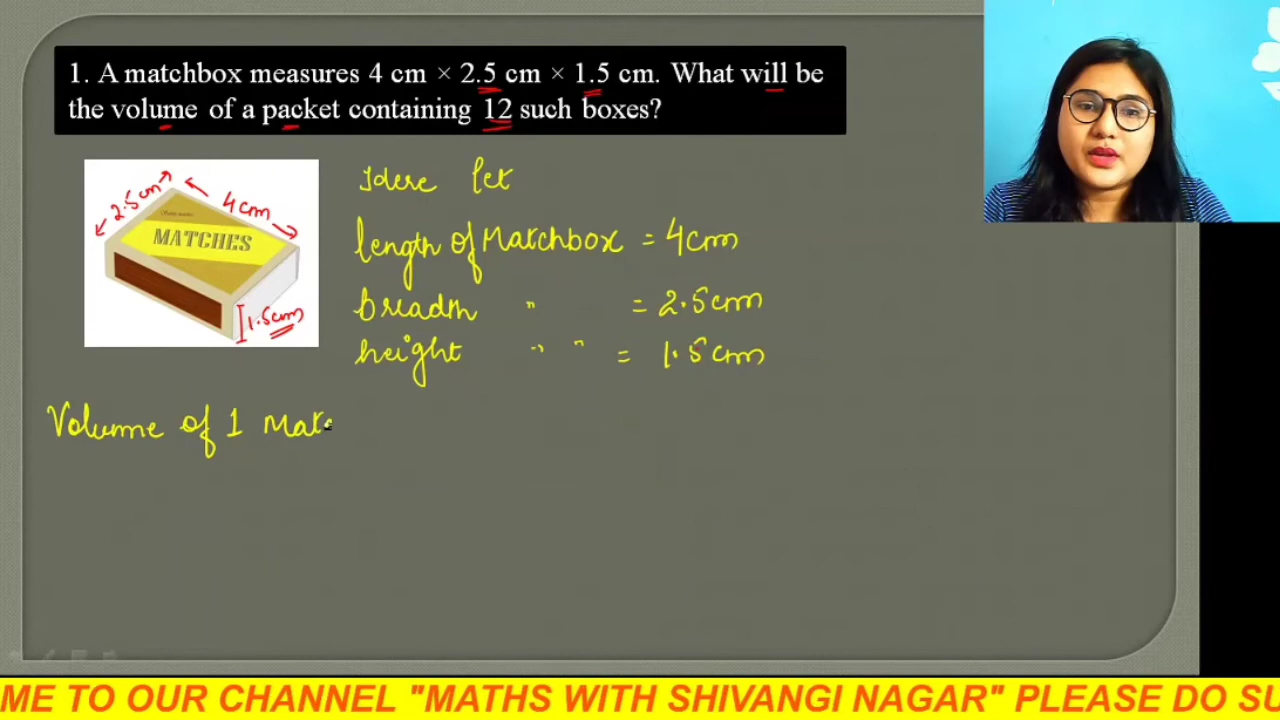 1. A matchbox measures 4 cm × 2.5 cm × 1.5 cm. What will be
the volume of a packet containing 12 such boxes?
2.5cm
4cm
MATCHES
1.5cm
Here let
length of Matchbox = 4cm
breadth " = 2.5cm
height " " = 1.5cm
Volume of 1 Mat
ME TO OUR CHANNEL "MATHS WITH SHIVANGI NAGAR" PLEASE DO SU